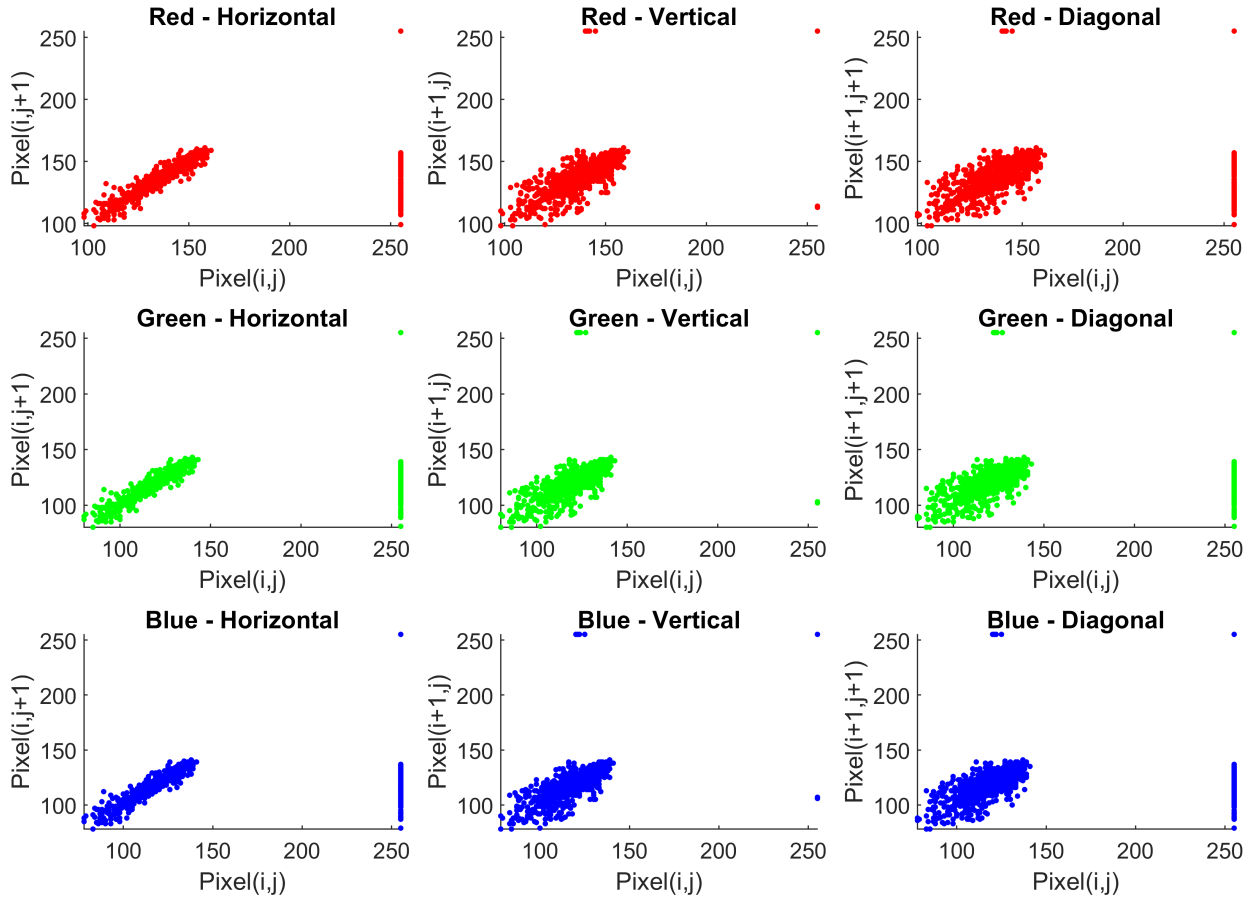 Red - Horizontal
Red - Vertical
Red - Diagonal
250
200
150
100
Pixel(i,j+1)
100
150
200
250
Pixel(i,j)
250
200
150
100
Pixel(i+1,j)
100
150
200
250
Pixel(i,j)
250
200
150
100
Pixel(i+1,j+1)
100
150
200
250
Pixel(i,j)
Green - Horizontal
Green - Vertical
Green - Diagonal
250
200
150
100
Pixel(i,j+1)
100
150
200
250
Pixel(i,j)
250
200
150
100
Pixel(i+1,j)
100
150
200
250
Pixel(i,j)
250
200
150
100
Pixel(i+1,j+1)
100
150
200
250
Pixel(i,j)
Blue - Horizontal
Blue - Vertical
Blue - Diagonal
250
200
150
100
Pixel(i,j+1)
100
150
200
250
Pixel(i,j)
250
200
150
100
Pixel(i+1,j)
100
150
200
250
Pixel(i,j)
250
200
150
100
Pixel(i+1,j+1)
100
150
200
250
Pixel(i,j)